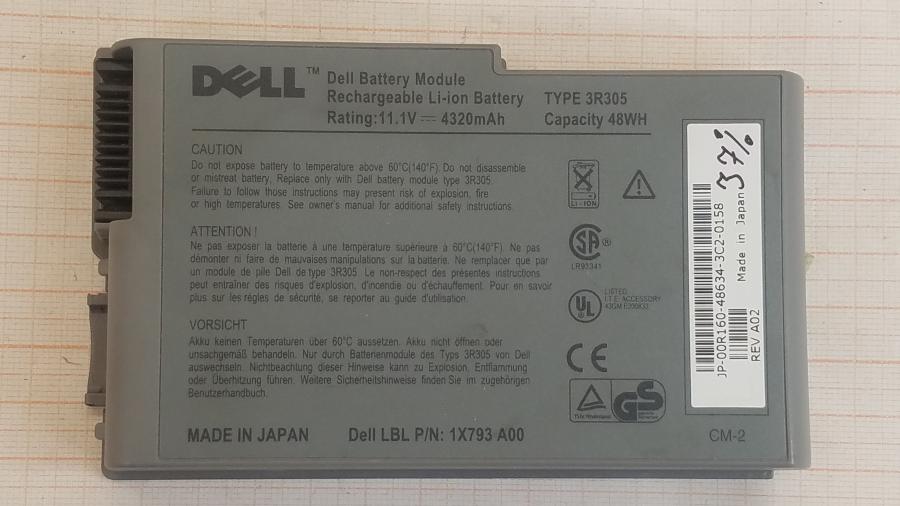 DELL™
Dell Battery Module
Rechargeable Li-ion Battery TYPE 3R305
Rating:11.1V 4320mAh Capacity 48WH
CAUTION
Do not expose battery to temperature above 60°C(140°F). Do not disassemble
or mistreat battery, Replace only with Dell battery module type 3R305.
Failure to follow those instructions may present risk of explosion, fire
or high temperatures. See owner's manual for additional safety instructions.
ATTENTION !
Ne pas exposer la batterie à une température supérieure à 60°C(140°F). Ne pas
démonter ni faire de mauvaises manipulations sur la batterie. Ne remplacer que par
un module de pile Dell de type 3R305. Le non-respect des présentes instructions
peut entraîner des risques d'explosion, d'incendie ou d'échauffement. Pour en savoir
plus sur les règles de sécurité, se reporter au guide d'utilisation.
VORSICHT
Akku keinen Temperaturen über 60°C aussetzen. Akku nicht öffnen oder
unsachgemäß behandeln. Nur durch Batterienmodule des Typs 3R305 von Dell
auswechseln. Nichtbeachtung dieser Hinweise kann zu Explosion, Entflammung
oder Überhitzung führen. Weitere Sicherheitshinweise finden Sie im zugehörigen
Benutzerhandbuch.
MADE IN JAPAN Dell LBL P/N: 1X793 A00
LI-ION
SA ®
LR93341
UL
LISTED
I.T.E. ACCESSORY
CE
GS
CM-2
37%
JP-00R160-48634-3C2-0158
Made in Japan
REV A02